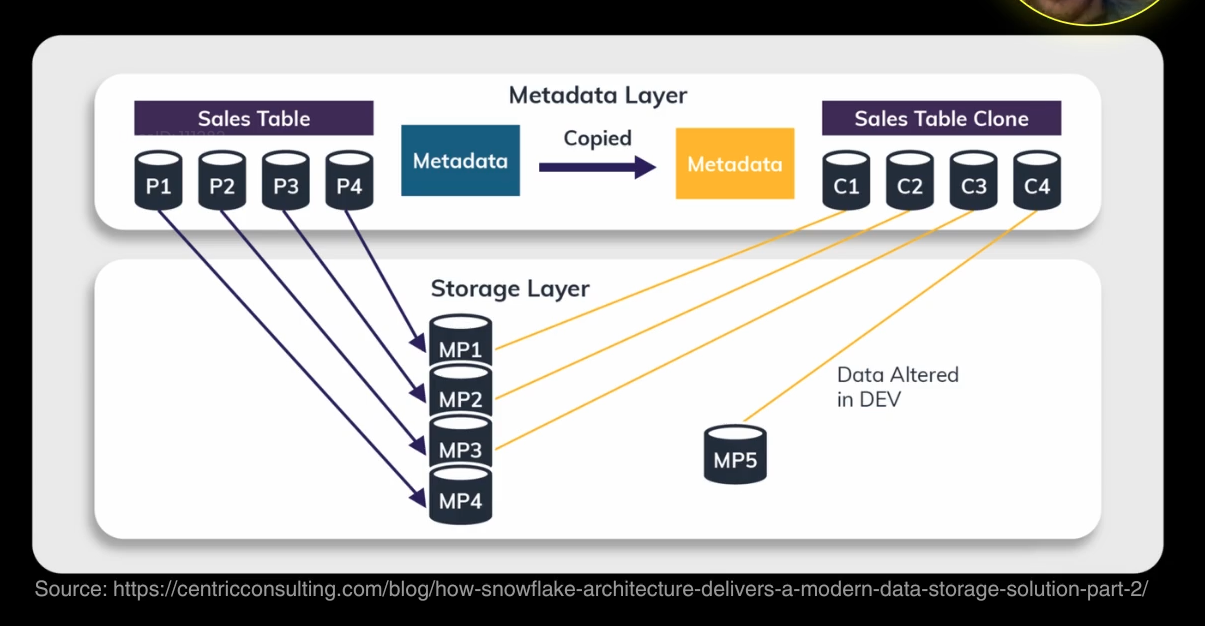 Metadata Layer
Sales Table
Sales Table Clone
Copied
Metadata
Metadata
P1 P2 P3 P4
C1 C2 C3 C4
Storage Layer
MP1
MP2
MP3
MP4
MP5
Data Altered
in DEV
Source: https://centricconsulting.com/blog/how-snowflake-architecture-delivers-a-modern-data-storage-solution-part-2/